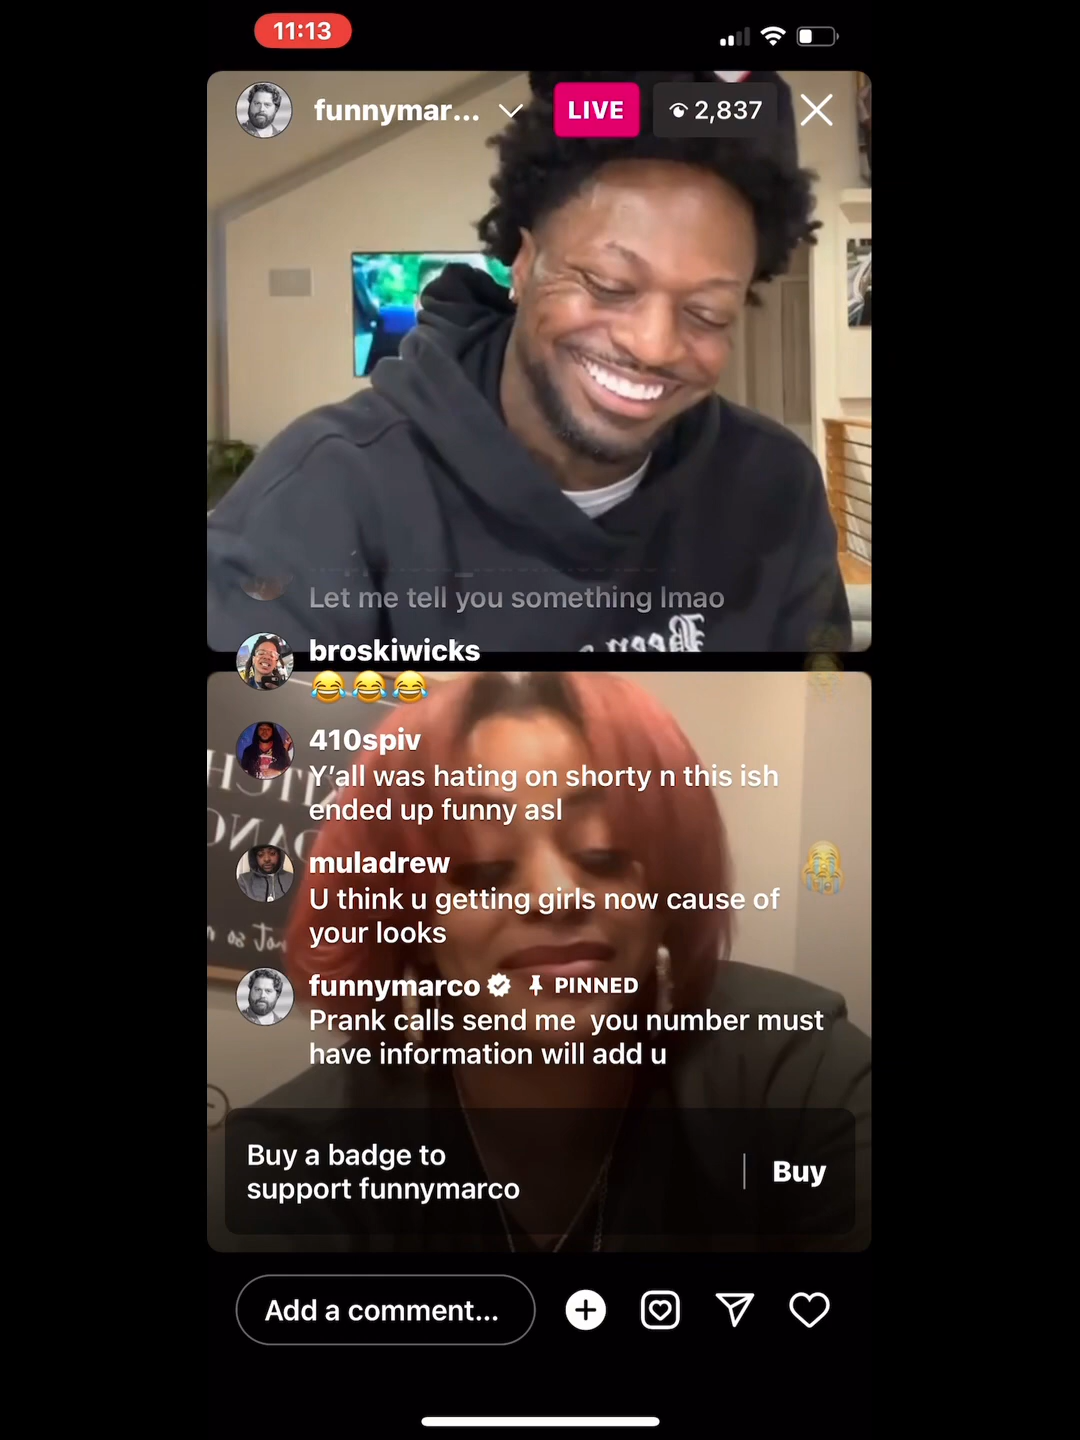 11:13
funnymar...
LIVE
2,837
Let me tell you something lmao
broskiwicks
😂😂😂
410spiv
Y'all was hating on shorty n this ish
ended up funny asl
muladrew
U think u getting girls now cause of
your looks
funnymarco PINNED
Prank calls send me you number must
have information will add u
Buy a badge to
support funnymarco
Buy
Add a comment...